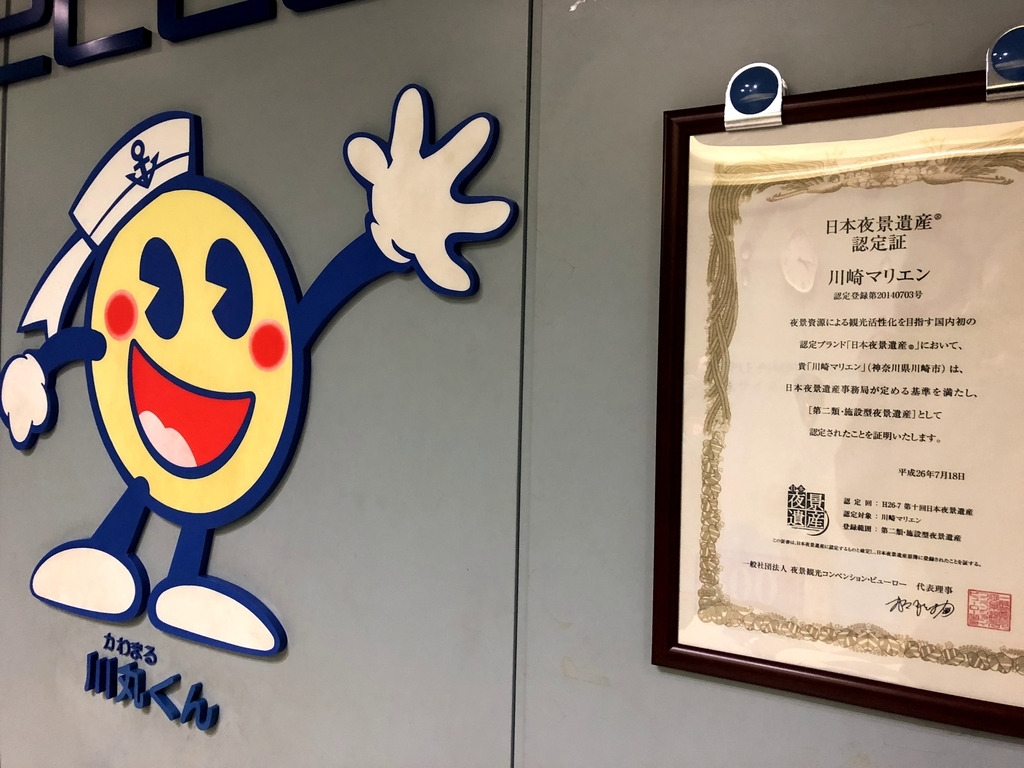 かわまる
川丸くん
日本夜景遺産®
認定証
川崎マリエン
認定登録第20140703号
夜景資源による観光活性化を目指す国内初の
認定ブランド「日本夜景遺産®」において、
貴「川崎マリエン」(神奈川県川崎市)は、
日本夜景遺産事務局が定める基準を満たし、
[第二類・施設型夜景遺産]として
認定されたことを証明いたします。
平成26年7月18日
日本
夜景
遺産
認定回：H26-7 第十回日本夜景遺産
認定対象：川崎マリエン
登録範囲：第二類・施設型夜景遺産
一般社団法人 夜景観光コンベンション・ビューロー 代表理事